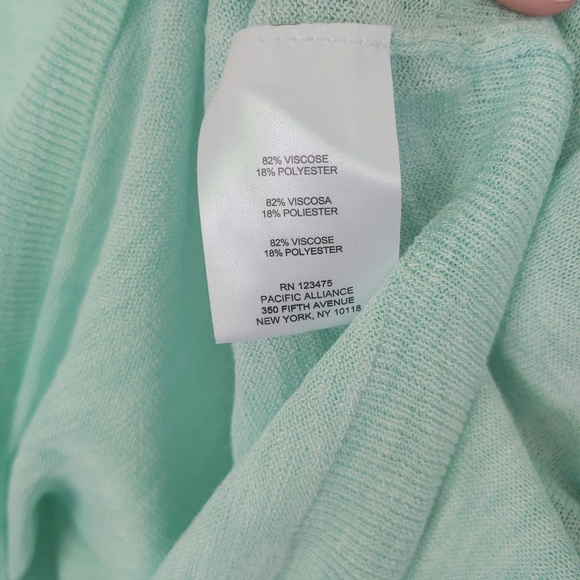 82% VISCOSE
18% POLYESTER
82% VISCOSA
18% POLIESTER
82% VISCOSE
18% POLYESTER
RN 123475
PACIFIC ALLIANCE
350 FIFTH AVENUE
NEW YORK, NY 10118